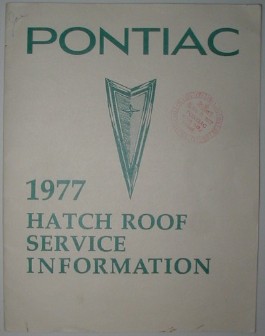 PONTIAC
1977
HATCH ROOF
SERVICE
INFORMATION